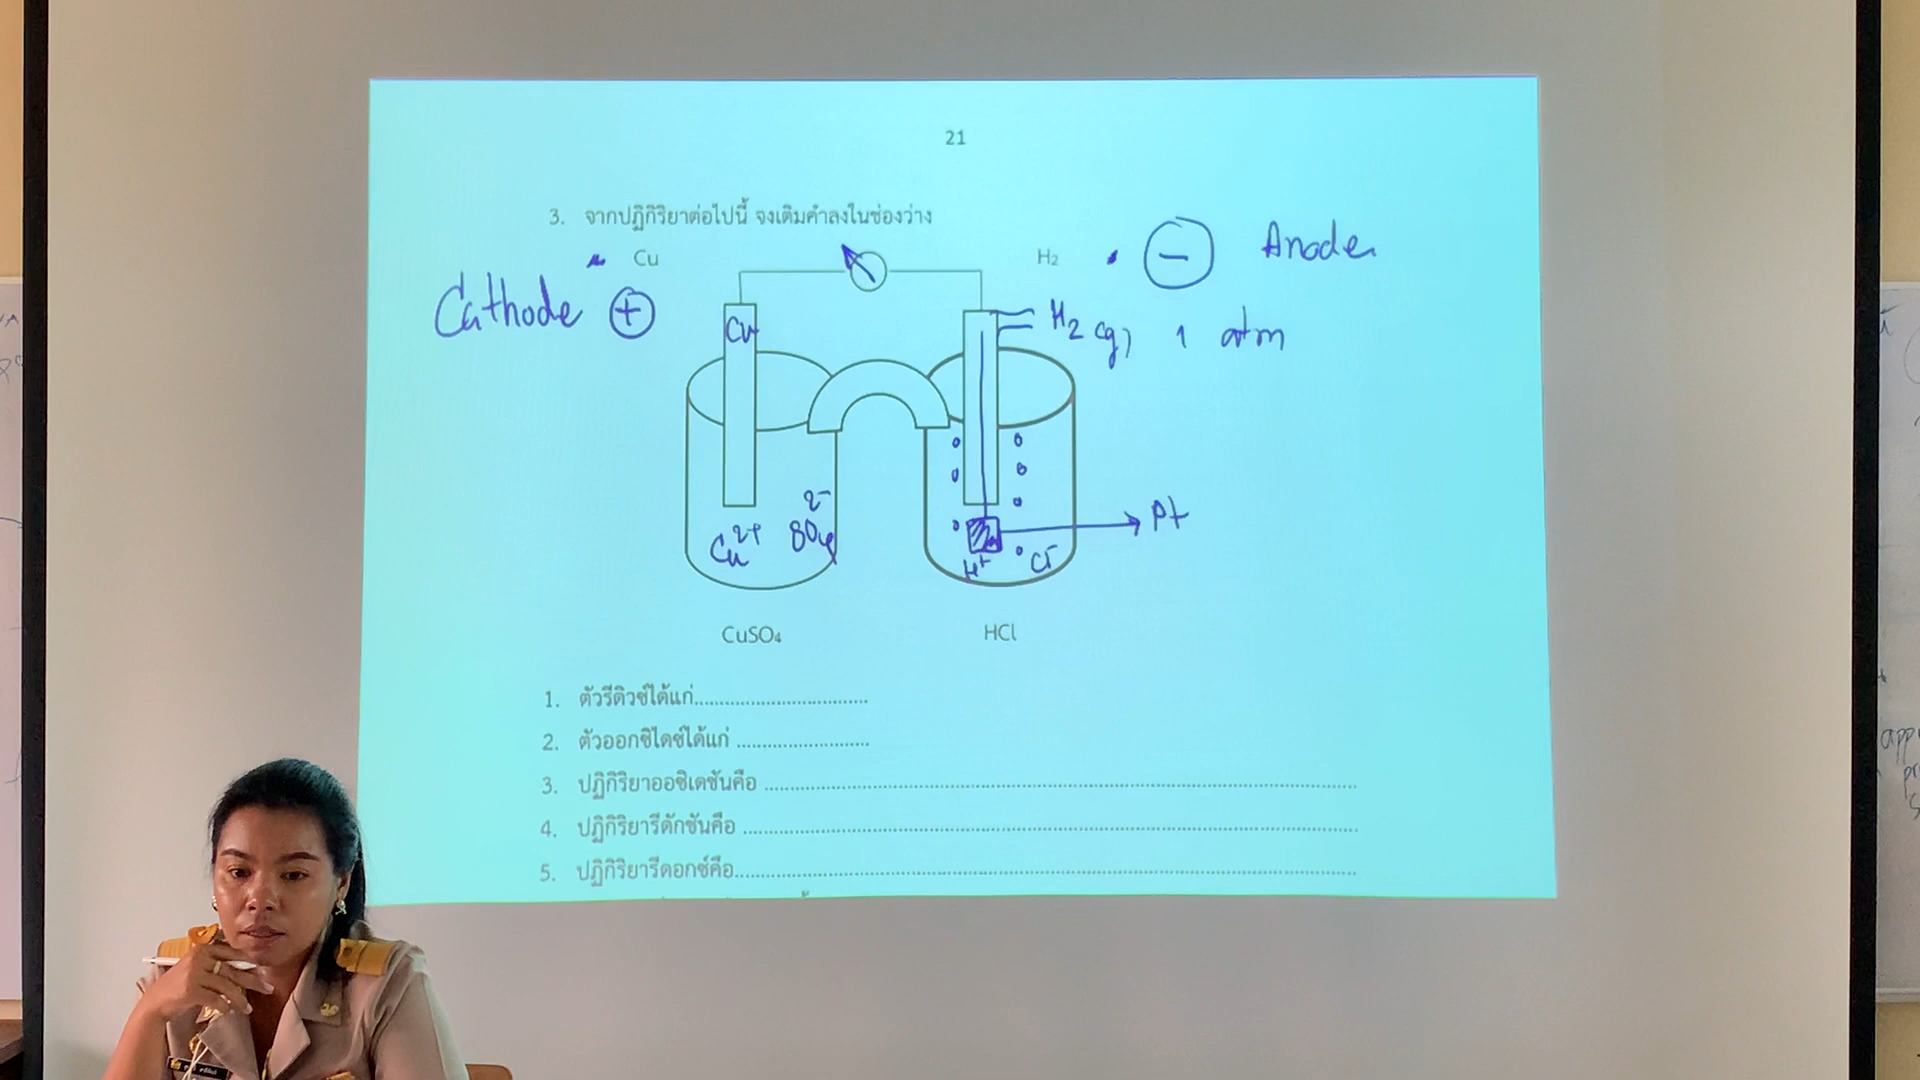 21
3. จากปฏิกิริยาต่อไปนี้ จงเติมคำลงในช่องว่าง
Cu
H₂
− Anode
Cathode +
Cu
H₂ (g) 1 atm
Cu²⁺ SO₄²⁻
Pt
H⁺ Cl⁻
CuSO₄
HCl
1. ตัวรีดิวซ์ได้แก่..................................
2. ตัวออกซิไดซ์ได้แก่ ..........................
3. ปฏิกิริยาออซิเดชันคือ ....................................................................................
4. ปฏิกิริยารีดักชันคือ ....................................................................................
5. ปฏิกิริยารีดอกซ์คือ....................................................................................
app